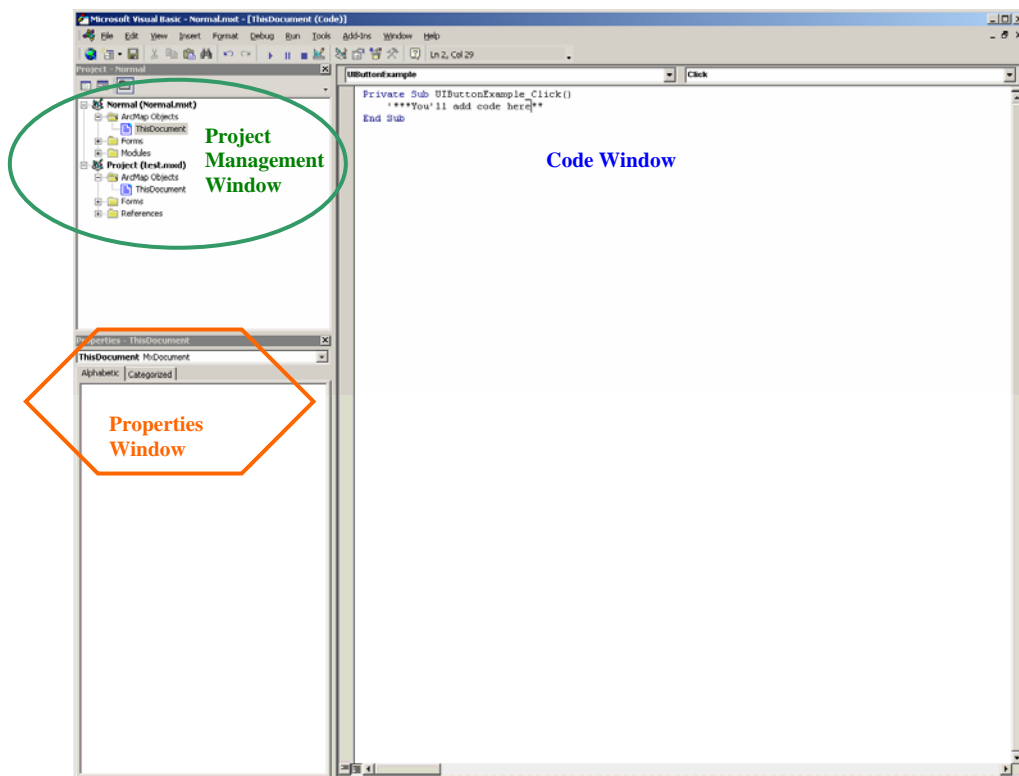 Microsoft Visual Basic - Normal.mxt - [ThisDocument (Code)]
File Edit View Insert Format Debug Run Tools Add-Ins Window Help
Ln 2, Col 29
Project - Normal
Normal (Normal.mxt)
ArcMap Objects
ThisDocument
Forms
Modules
Project (test.mxd)
ArcMap Objects
ThisDocument
Forms
References
Project
Management
Window
Properties - ThisDocument
ThisDocument MxDocument
Alphabetic Categorized
Properties
Window
UIButtonExample Click
Private Sub UIButtonExample_Click()
'***You'll add code here**
End Sub
Code Window